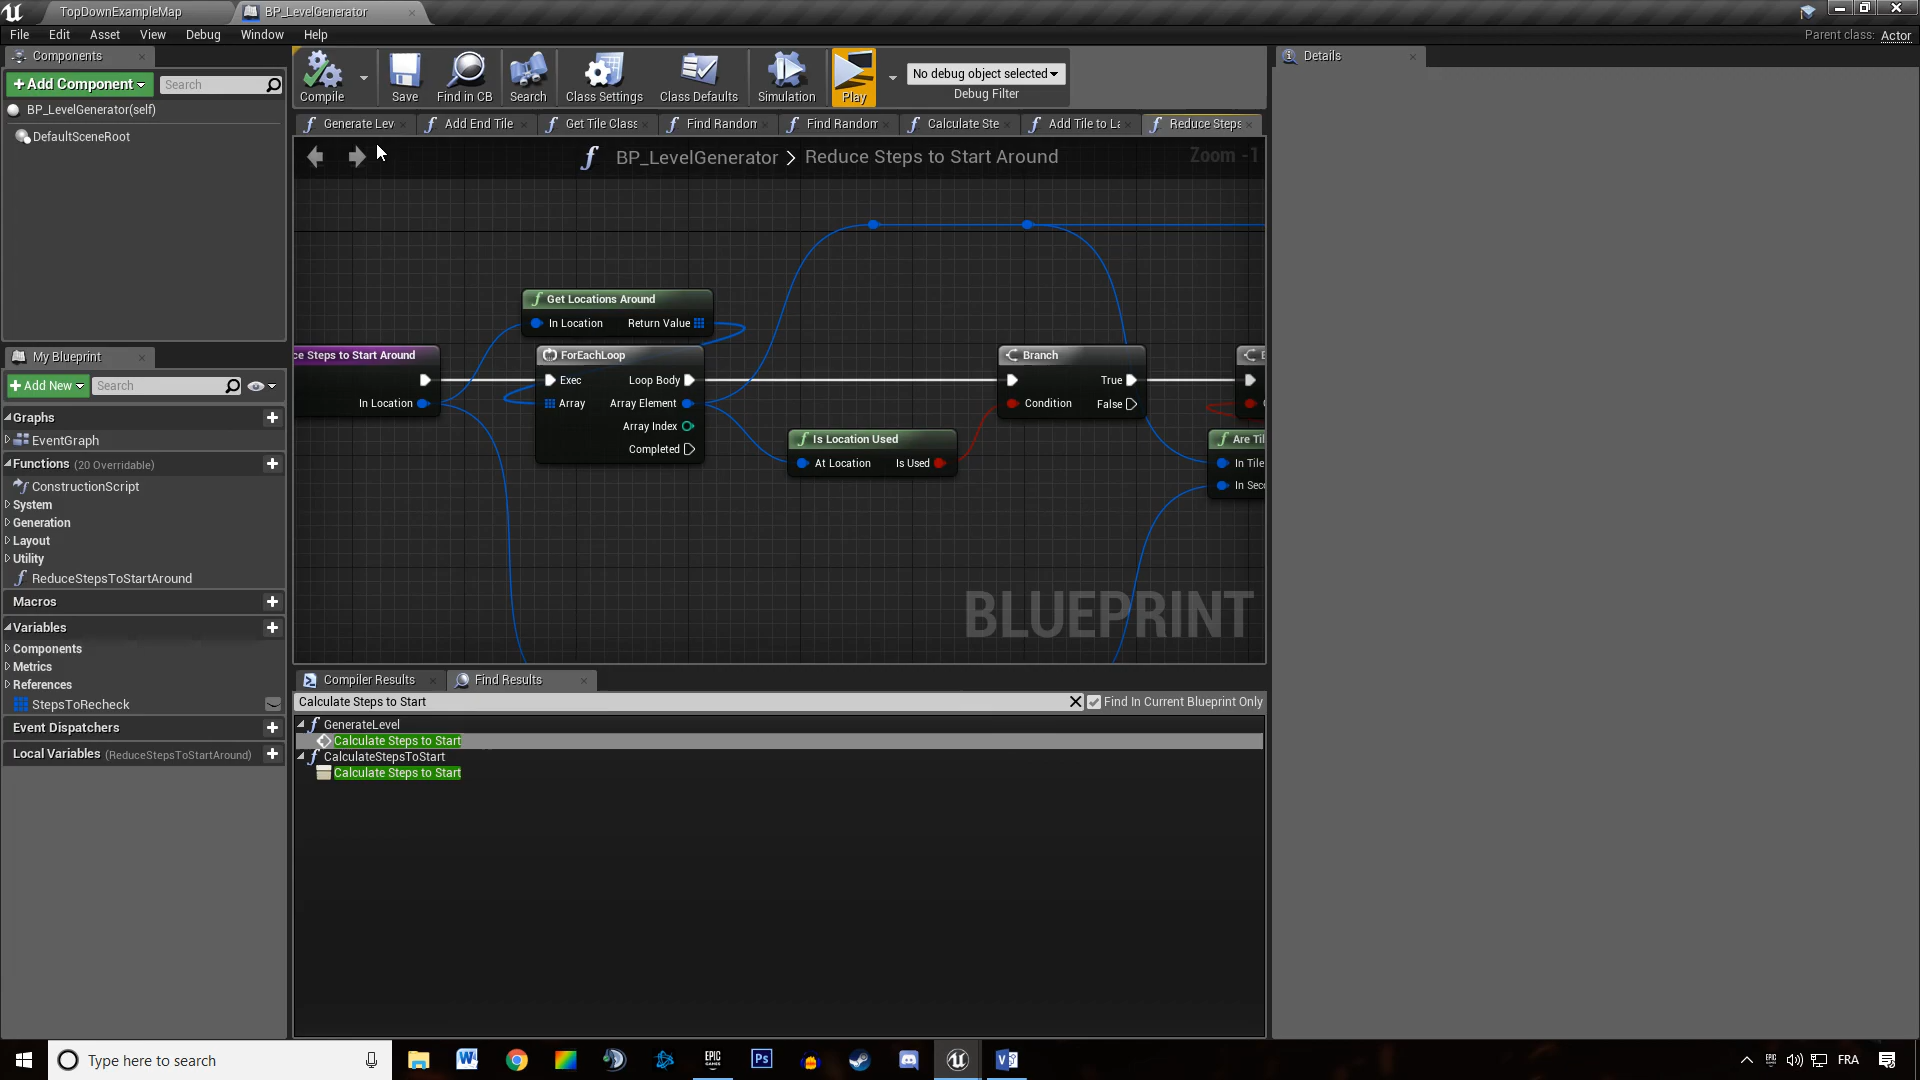 TopDownExampleMap
BP_LevelGenerator
File Edit Asset View Debug Window Help
Parent class: Actor
Components
+ Add Component
Search
BP_LevelGenerator(self)
DefaultSceneRoot
Compile
Save
Find in CB
Search
Class Settings
Class Defaults
Simulation
Play
No debug object selected
Debug Filter
Details
Generate Lev
Add End Tile
Get Tile Class
Find Random
Find Random
Calculate Ste
Add Tile to La
Reduce Steps
BP_LevelGenerator > Reduce Steps to Start Around
Zoom -1
Get Locations Around
In Location Return Value
ce Steps to Start Around
In Location
ForEachLoop
Exec Loop Body
Array Array Element
Array Index
Completed
Is Location Used
At Location Is Used
Branch
True
Condition False
Are Til
In Tile
In Seco
BLUEPRINT
My Blueprint
+ Add New
Search
Graphs
EventGraph
Functions (20 Overridable)
ConstructionScript
System
Generation
Layout
Utility
ReduceStepsToStartAround
Macros
Variables
Components
Metrics
References
StepsToRecheck
Event Dispatchers
Local Variables (ReduceStepsToStartAround)
Compiler Results
Find Results
Calculate Steps to Start
Find In Current Blueprint Only
GenerateLevel
Calculate Steps to Start
CalculateStepsToStart
Calculate Steps to Start
Type here to search
EPIC GAMES
Ps
FRA